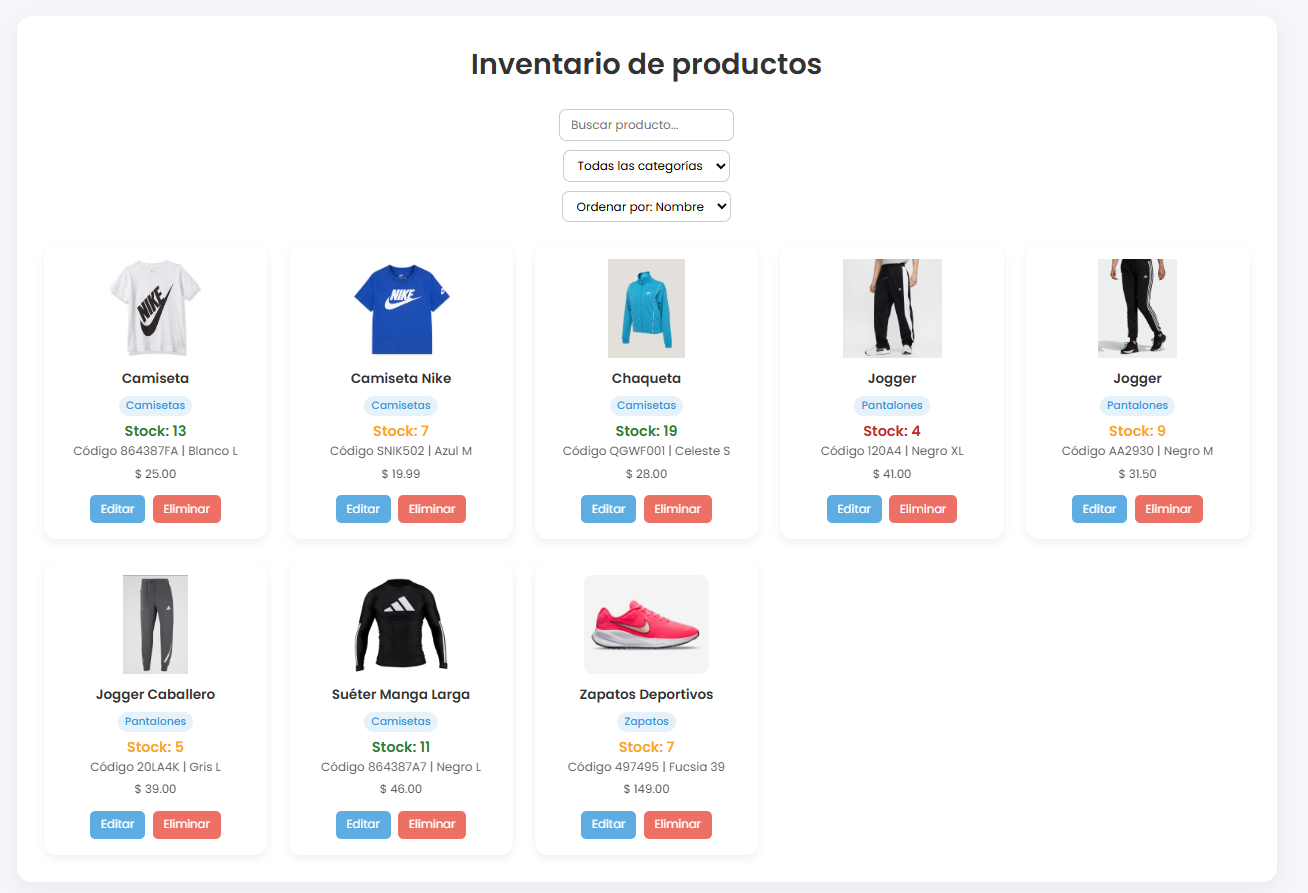 Inventario de productos
Buscar producto...
Todas las categorías
Ordenar por: Nombre
NIKE
Camiseta
Camisetas
Stock: 13
Código 864387FA | Blanco L
$ 25.00
Editar Eliminar
NIKE
Camiseta Nike
Camisetas
Stock: 7
Código SNIK502 | Azul M
$ 19.99
Editar Eliminar
Chaqueta
Camisetas
Stock: 19
Código QGWF001 | Celeste S
$ 28.00
Editar Eliminar
Jogger
Pantalones
Stock: 4
Código 120A4 | Negro XL
$ 41.00
Editar Eliminar
Jogger
Pantalones
Stock: 9
Código AA2930 | Negro M
$ 31.50
Editar Eliminar
Jogger Caballero
Pantalones
Stock: 5
Código 20LA4K | Gris L
$ 39.00
Editar Eliminar
Suéter Manga Larga
Camisetas
Stock: 11
Código 864387A7 | Negro L
$ 46.00
Editar Eliminar
Zapatos Deportivos
Zapatos
Stock: 7
Código 497495 | Fucsia 39
$ 149.00
Editar Eliminar